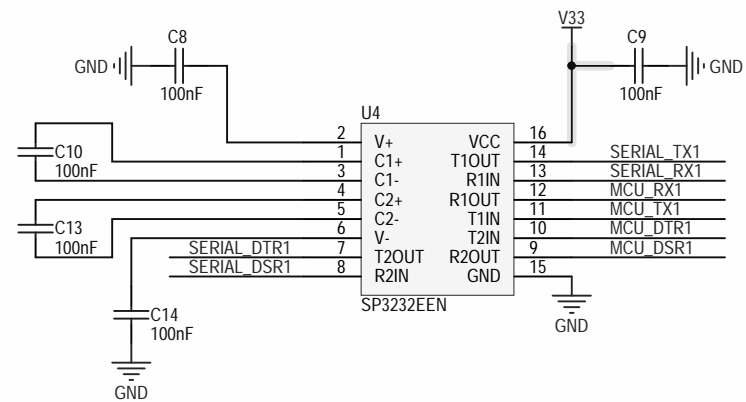 V33
C8
C9
GND
GND
100nF
100nF
U4
2 V+ VCC 16
1 C1+ T1OUT 14 SERIAL_TX1
C10
3 C1- R1IN 13 SERIAL_RX1
100nF
4 C2+ R1OUT 12 MCU_RX1
5 C2- T1IN 11 MCU_TX1
C13
6 V- T2IN 10 MCU_DTR1
100nF
SERIAL_DTR1 7 T2OUT R2OUT 9 MCU_DSR1
SERIAL_DSR1 8 R2IN GND 15
SP3232EEN
C14
100nF
GND
GND